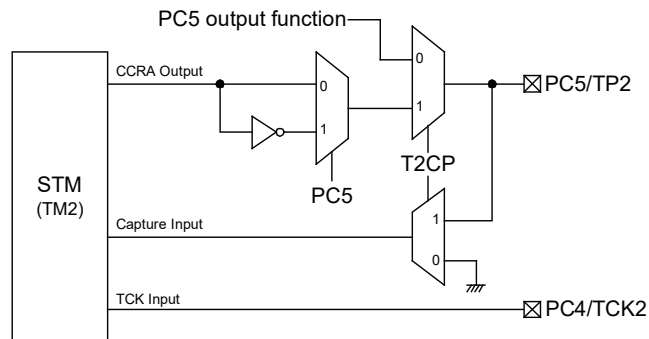 PC5 output function
CCRA Output
0
1
0
1
PC5/TP2
PC5
T2CP
STM
(TM2)
Capture Input
1
0
TCK Input
PC4/TCK2